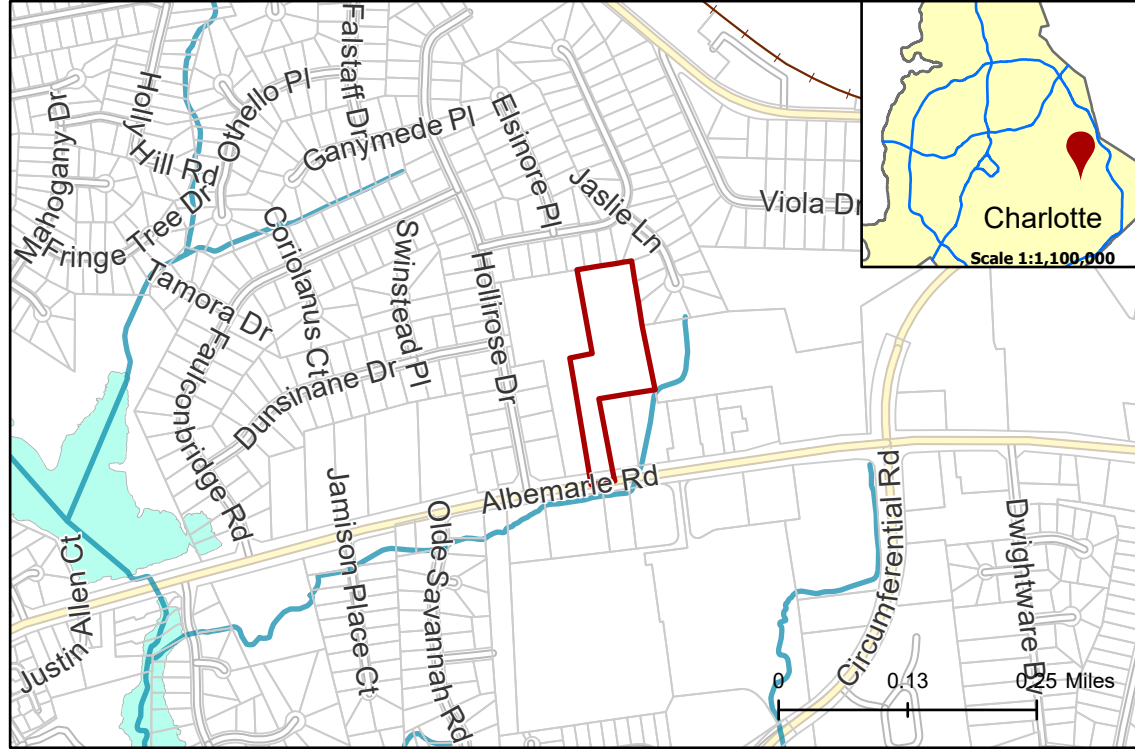 Falstaff Dr
Holly
Hill Rd
Othello Pl
Mahogany Dr
Ganymede Pl
Elsinore Pl
Jaslie Ln
Viola Dr
Charlotte
Scale 1:1,100,000
Fringe Tree Dr
Tamora Dr
Coriolanus Ct
Swinstead Pl
Hollirose Dr
Faulconbridge Rd
Dunsinane Dr
Albemarle Rd
Jamison Place Ct
Olde Savannah Rd
Circumferential Rd
Dwightware Bv
Justin Allen Ct
0
0.13
0.25 Miles